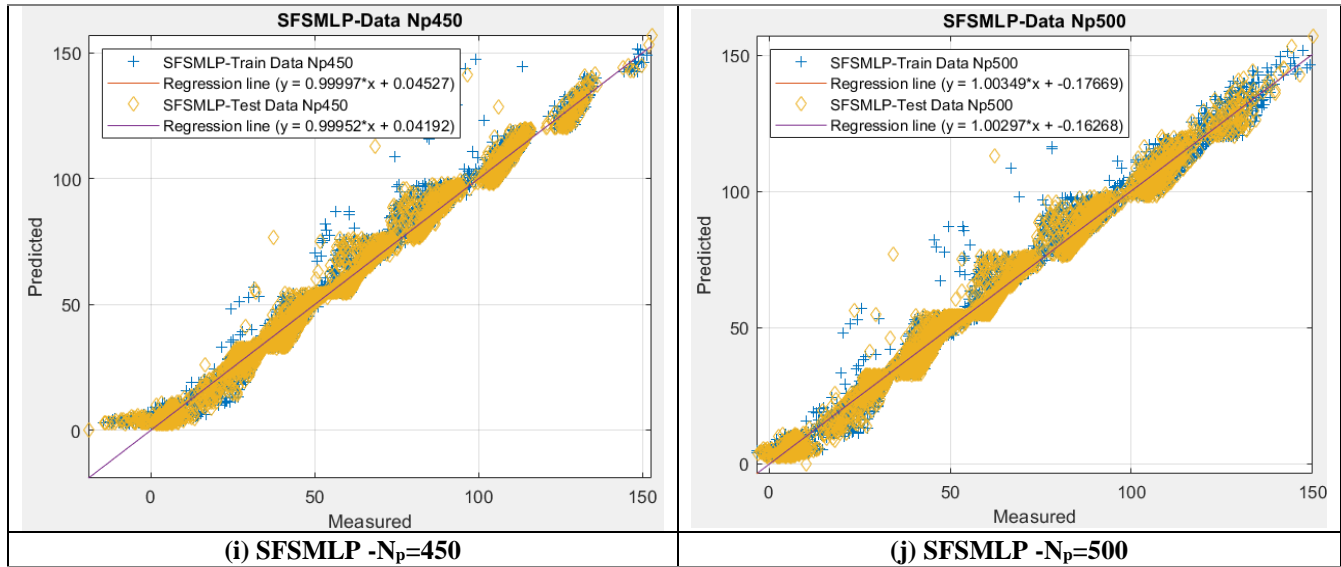 SFSMLP-Data Np450
SFSMLP-Train Data Np450
Regression line (y = 0.99997*x + 0.04527)
SFSMLP-Test Data Np450
Regression line (y = 0.99952*x + 0.04192)
Predicted
150
100
50
0
0 50 100 150
Measured
(i) SFSMLP -Np=450
SFSMLP-Data Np500
SFSMLP-Train Data Np500
Regression line (y = 1.00349*x + -0.17669)
SFSMLP-Test Data Np500
Regression line (y = 1.00297*x + -0.16268)
Predicted
150
100
50
0
0 50 100 150
Measured
(j) SFSMLP -Np=500